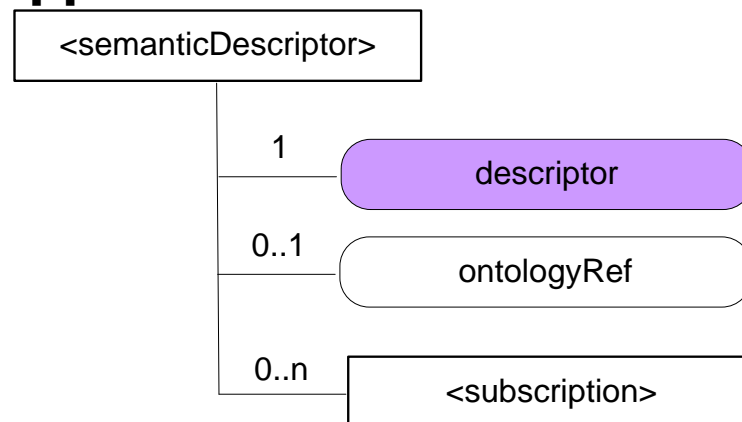 <semanticDescriptor>
1
descriptor
0..1
ontologyRef
0..n
<subscription>